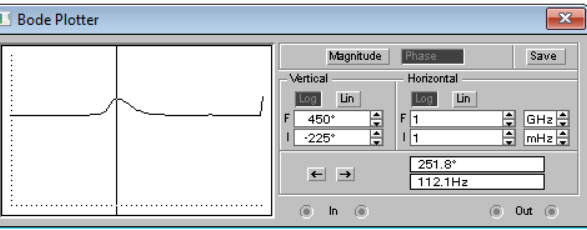 Bode Plotter
Magnitude Phase Save
Vertical Horizontal
Log Lin Log Lin
F 450° F 1 GHz
I -225° I 1 mHz
251.8°
← → 112.1Hz
In Out